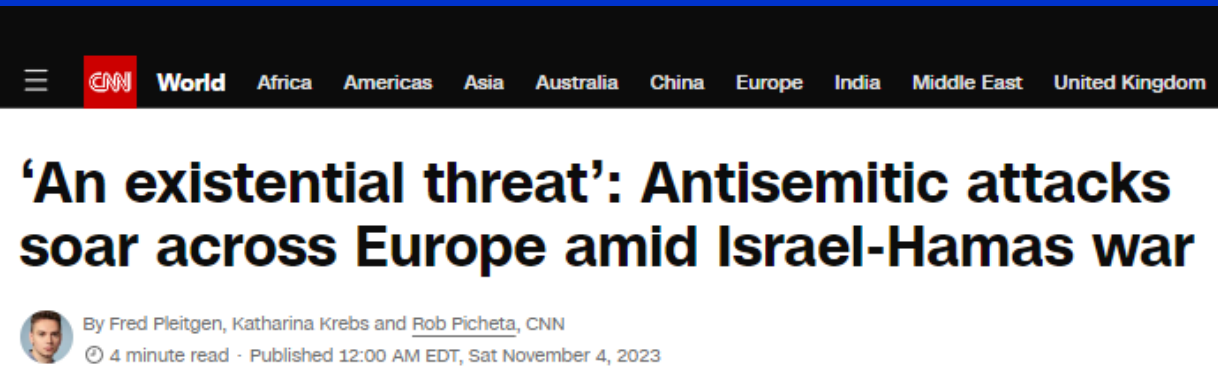 CNN World Africa Americas Asia Australia China Europe India Middle East United Kingdom
‘An existential threat’: Antisemitic attacks
soar across Europe amid Israel-Hamas war
By Fred Pleitgen, Katharina Krebs and Rob Picheta, CNN
4 minute read · Published 12:00 AM EDT, Sat November 4, 2023